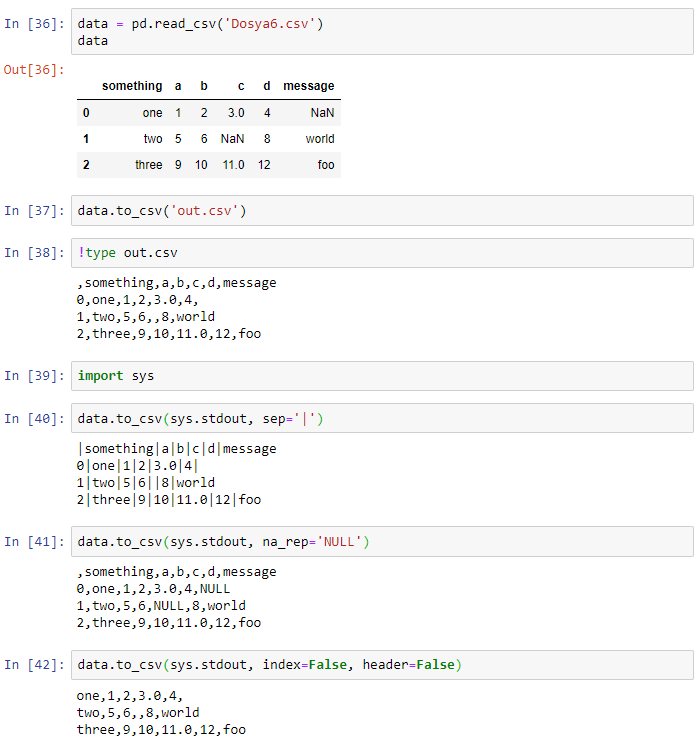 In [36]: data = pd.read_csv('Dosya6.csv')
data
Out[36]:
something a b c d message
0 one 1 2 3.0 4 NaN
1 two 5 6 NaN 8 world
2 three 9 10 11.0 12 foo
In [37]: data.to_csv('out.csv')
In [38]: !type out.csv
,something,a,b,c,d,message
0,one,1,2,3.0,4,
1,two,5,6,,8,world
2,three,9,10,11.0,12,foo
In [39]: import sys
In [40]: data.to_csv(sys.stdout, sep='|')
|something|a|b|c|d|message
0|one|1|2|3.0|4|
1|two|5|6||8|world
2|three|9|10|11.0|12|foo
In [41]: data.to_csv(sys.stdout, na_rep='NULL')
,something,a,b,c,d,message
0,one,1,2,3.0,4,NULL
1,two,5,6,NULL,8,world
2,three,9,10,11.0,12,foo
In [42]: data.to_csv(sys.stdout, index=False, header=False)
one,1,2,3.0,4,
two,5,6,,8,world
three,9,10,11.0,12,foo